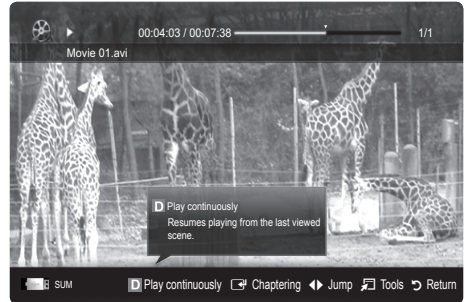 00:04:03 / 00:07:38 1/1
Movie 01.avi
D Play continuously
Resumes playing from the last viewed
scene.
SUM D Play continuously Chaptering Jump Tools Return